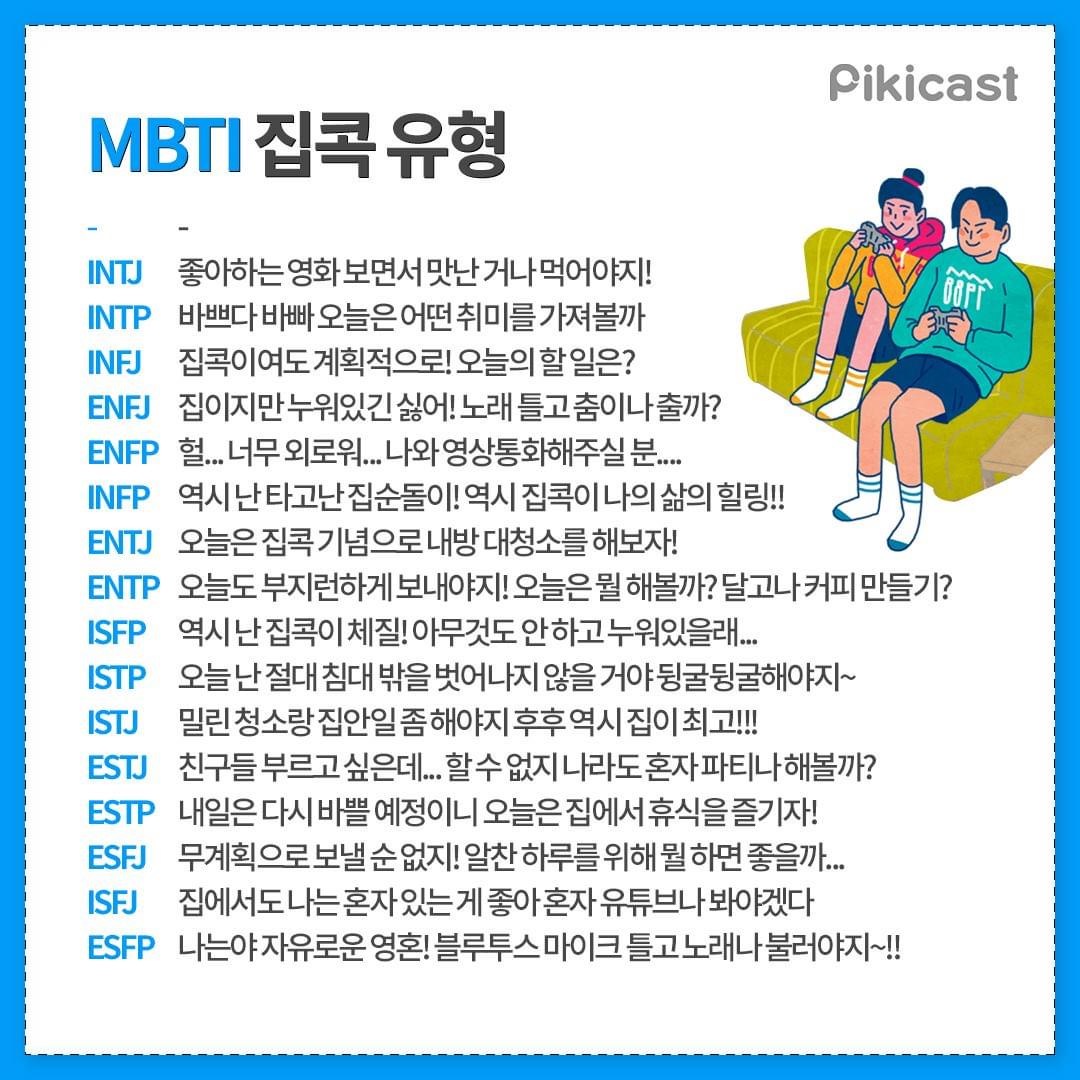 Pikicast
MBTI 집콕 유형
- -
INTJ 좋아하는 영화 보면서 맛난 거나 먹어야지!
INTP 바쁘다 바빠 오늘은 어떤 취미를 가져볼까
INFJ 집콕이여도 계획적으로! 오늘의 할 일은?
ENFJ 집이지만 누워있긴 싫어! 노래 틀고 춤이나 출까?
ENFP 헐... 너무 외로워... 나와 영상통화해주실 분....
INFP 역시 난 타고난 집순돌이! 역시 집콕이 나의 삶의 힐링!!
ENTJ 오늘은 집콕 기념으로 내방 대청소를 해보자!
ENTP 오늘도 부지런하게 보내야지! 오늘은 뭘 해볼까? 달고나 커피 만들기?
ISFP 역시 난 집콕이 체질! 아무것도 안 하고 누워있을래...
ISTP 오늘 난 절대 침대 밖을 벗어나지 않을 거야 뒹굴뒹굴해야지~
ISTJ 밀린 청소랑 집안일 좀 해야지 후후 역시 집이 최고!!!
ESTJ 친구들 부르고 싶은데... 할 수 없지 나라도 혼자 파티나 해볼까?
ESTP 내일은 다시 바쁠 예정이니 오늘은 집에서 휴식을 즐기자!
ESFJ 무계획으로 보낼 순 없지! 알찬 하루를 위해 뭘 하면 좋을까...
ISFJ 집에서도 나는 혼자 있는 게 좋아 혼자 유튜브나 봐야겠다
ESFP 나는야 자유로운 영혼! 블루투스 마이크 틀고 노래나 불러야지~!!